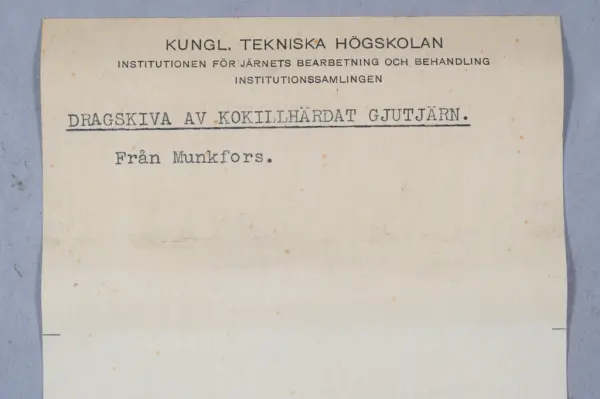 KUNGL. TEKNISKA HÖGSKOLAN
INSTITUTIONEN FÖR JÄRNETS BEARBETNING OCH BEHANDLING
INSTITUTIONSSAMLINGEN
DRAGSKIVA AV KOKILLHÄRDAT GJUTJÄRN.
Från Munkfors.